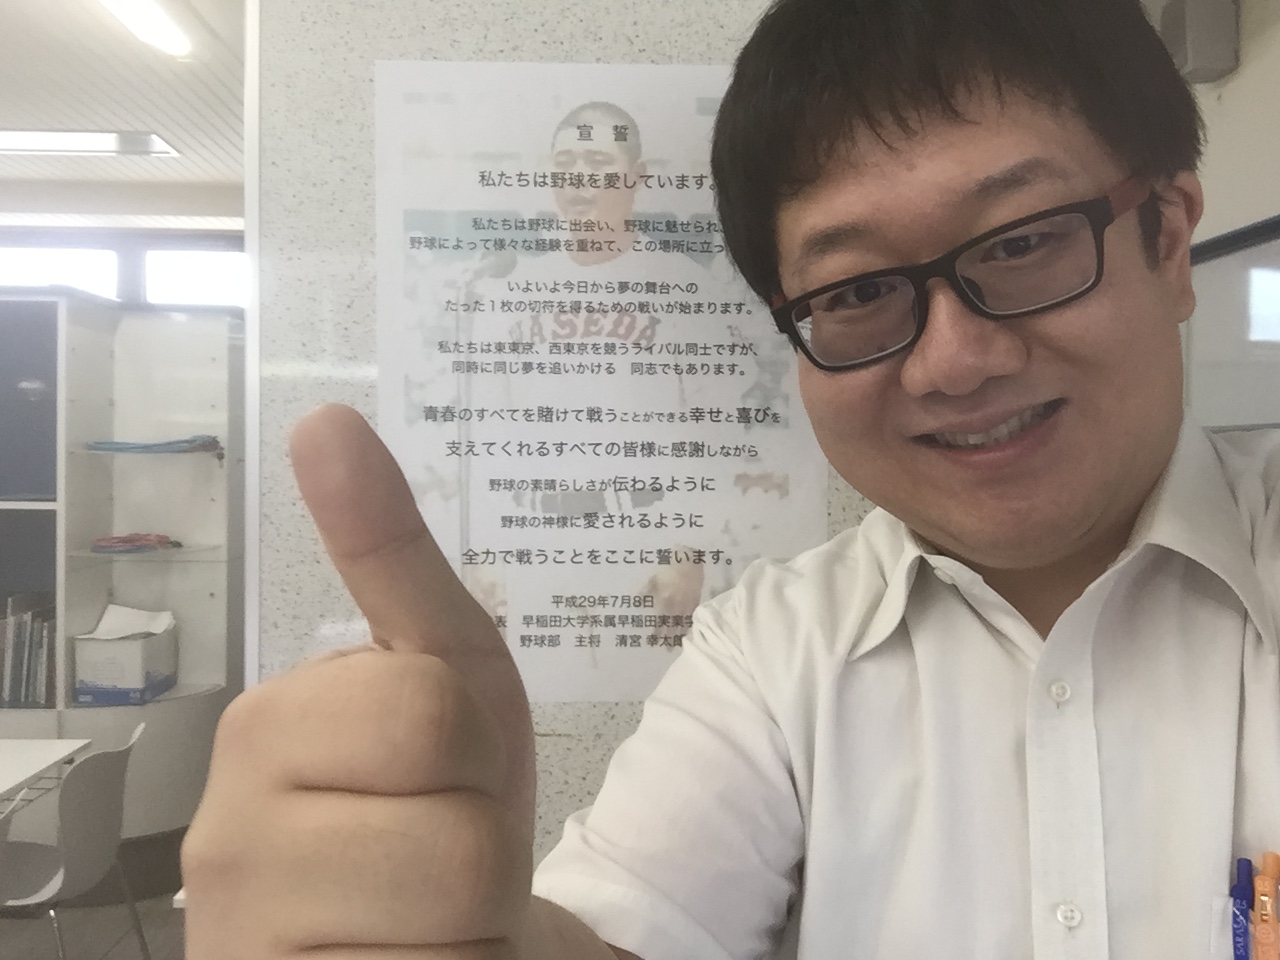 宣 誓
私たちは野球を愛しています。
私たちは野球に出会い、野球に魅せられ、
野球によって様々な経験を重ねて、この場所に立っ
いよいよ今日から夢の舞台への
たった1枚の切符を得るための戦いが始まります。
私たちは東東京、西東京を競うライバル同士ですが、
同時に同じ夢を追いかける 同志でもあります。
青春のすべてを賭けて戦うことができる幸せと喜びを
支えてくれるすべての皆様に感謝しながら
野球の素晴らしさが伝わるように
野球の神様に愛されるように
全力で戦うことをここに誓います。
平成29年7月8日
表 早稲田大学系属早稲田実業学
野球部 主将 清宮 幸太郎
WASEDA
SARASA